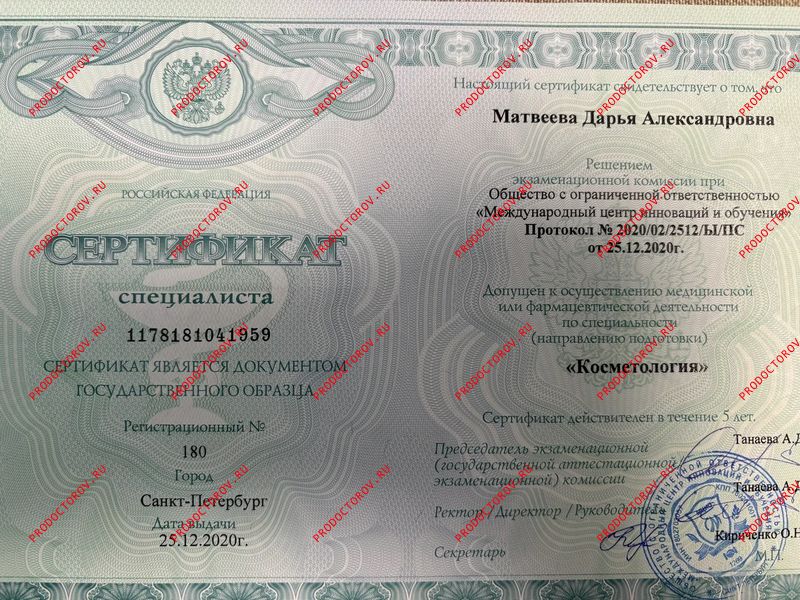 РОССИЙСКАЯ ФЕДЕРАЦИЯ
СЕРТИФИКАТ
специалиста
1178181041959
СЕРТИФИКАТ ЯВЛЯЕТСЯ ДОКУМЕНТОМ
ГОСУДАРСТВЕННОГО ОБРАЗЦА
Регистрационный №
180
Город
Санкт-Петербург
Дата выдачи
25.12.2020г.
Настоящий сертификат свидетельствует о том, что
Матвеева Дарья Александровна
Решением
экзаменационной комиссии при
Общество с ограниченной ответственностью
«Международный центр инноваций и обучения»
Протокол № 2020/02/2512/Ы/ПС
от 25.12.2020г.
Допущен к осуществлению медицинской
или фармацевтической деятельности
по специальности
(направлению подготовки)
«Косметология»
Сертификат действителен в течение 5 лет.
Председатель экзаменационной
(государственной аттестационной
экзаменационной) комиссии
Танаева А.Д
Ректор / Директор / Руководитель
Танаева А.Д
Секретарь
Кириченко О.Н
М.П.
PRODOCTOROV.RU